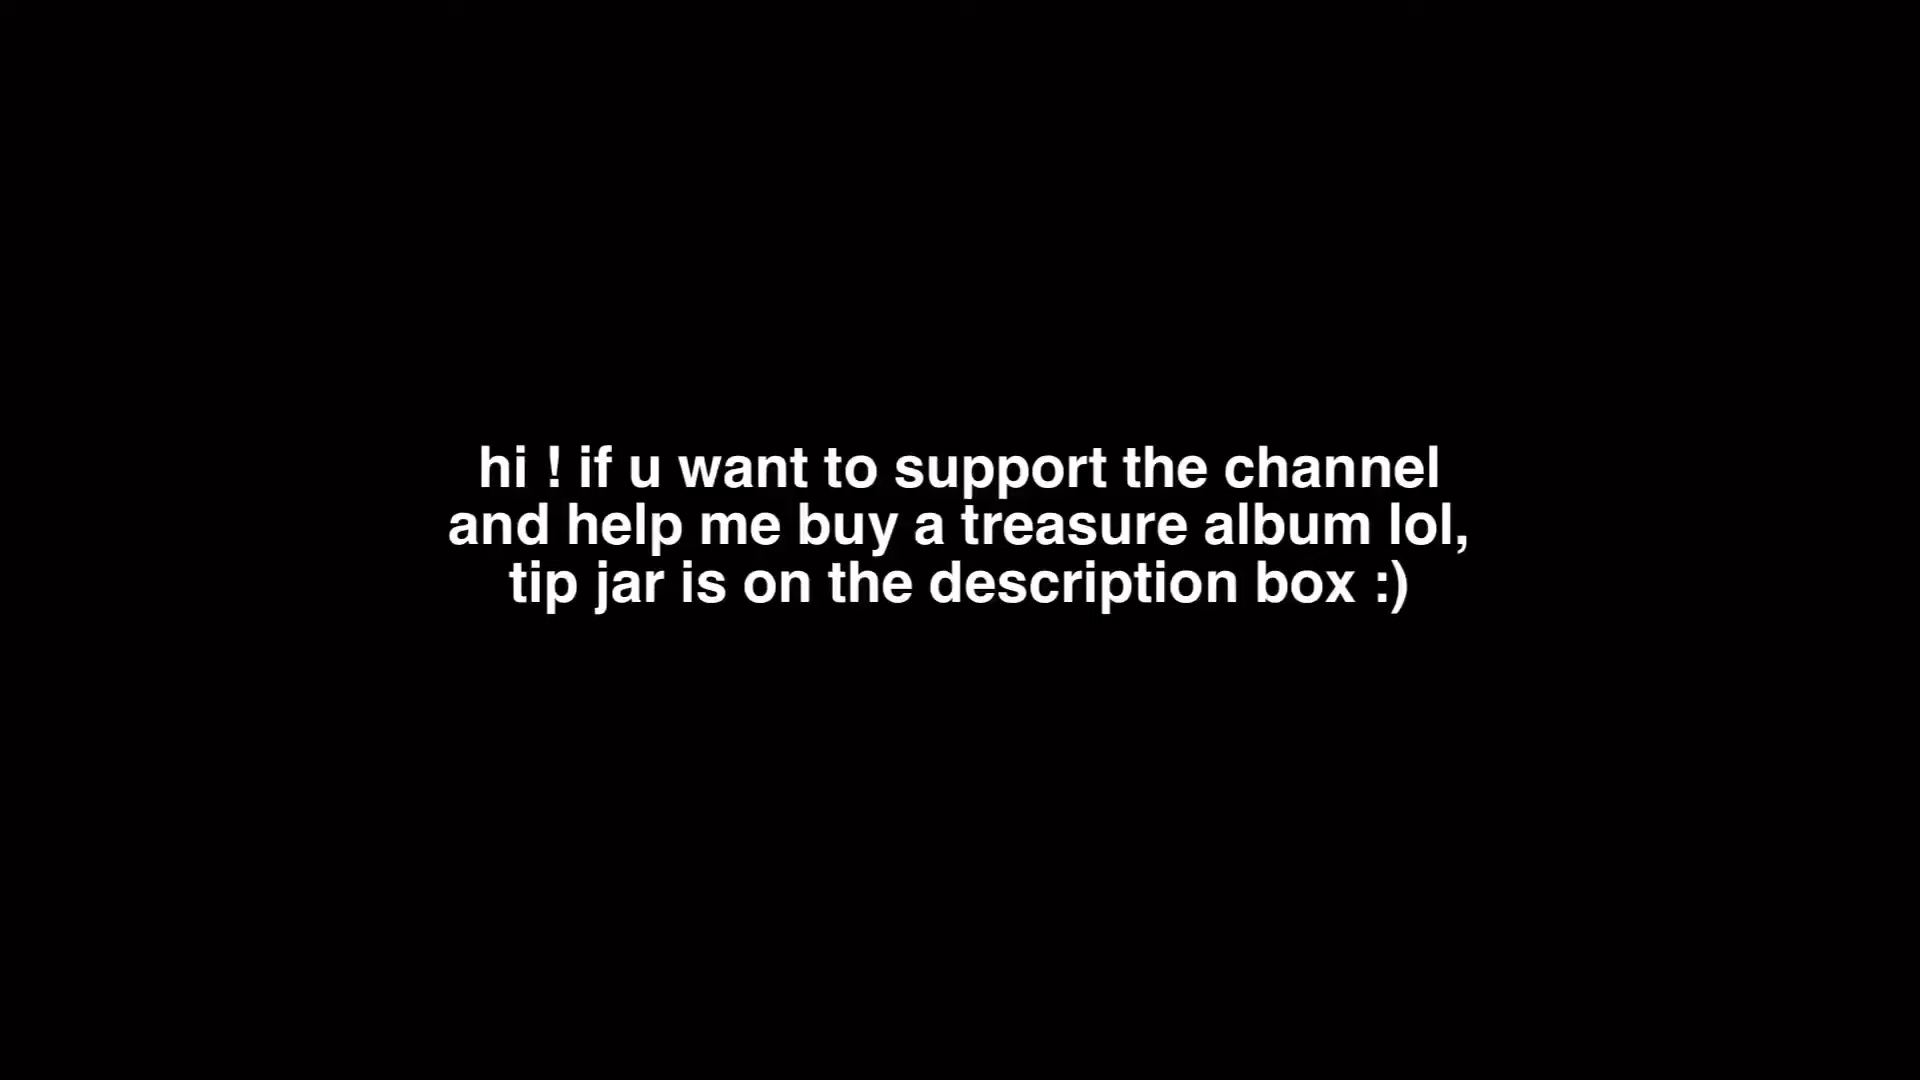 hi ! if u want to support the channel
and help me buy a treasure album lol,
tip jar is on the description box :)